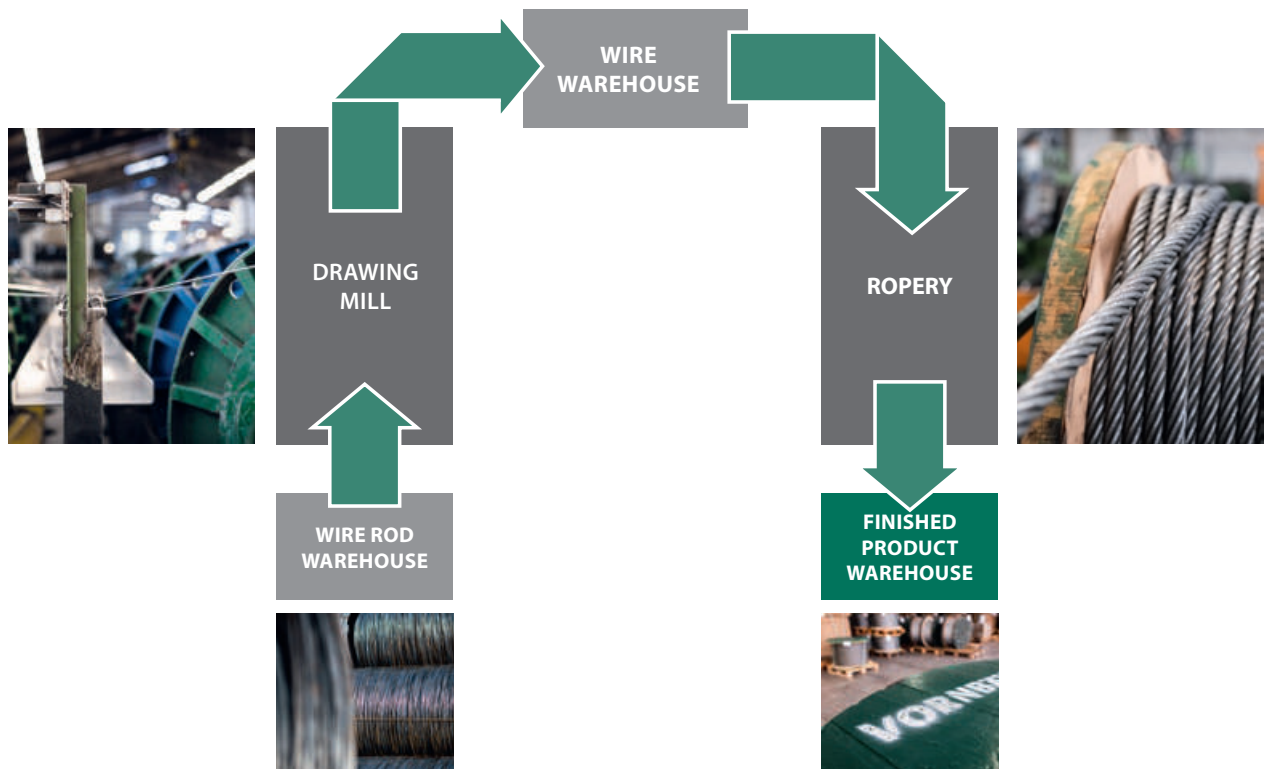 WIRE
WAREHOUSE
DRAWING
MILL
ROPERY
WIRE ROD
WAREHOUSE
FINISHED
PRODUCT
WAREHOUSE